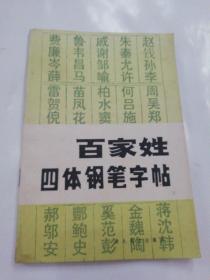 赵钱孙李 周吴郑
朱秦尤许 何吕施
戚谢邹喻 柏水窦
鲁韦昌马 苗凤花
费廉岑薛 雷贺倪
百家姓
四体钢笔字帖
蒋沈韩
金魏陶
奚范彭
酆鲍史
郝邬安